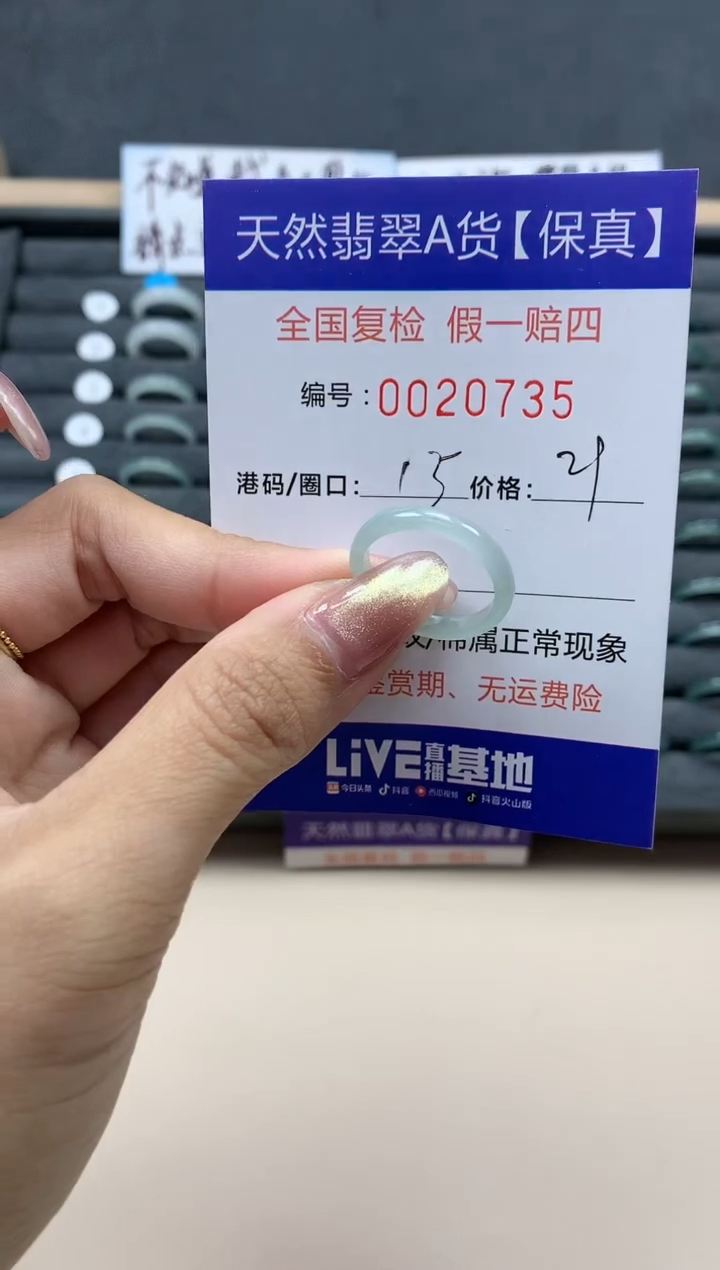 天然翡翠A货【保真】
全国复检 假一赔四
编号：0020735
港码/圈口：15 价格：21
棉属正常现象
鉴赏期、无运费险
LiVE直播基地
今日头条 抖音 西瓜视频 抖音火山版
天然翡翠A货【保真】